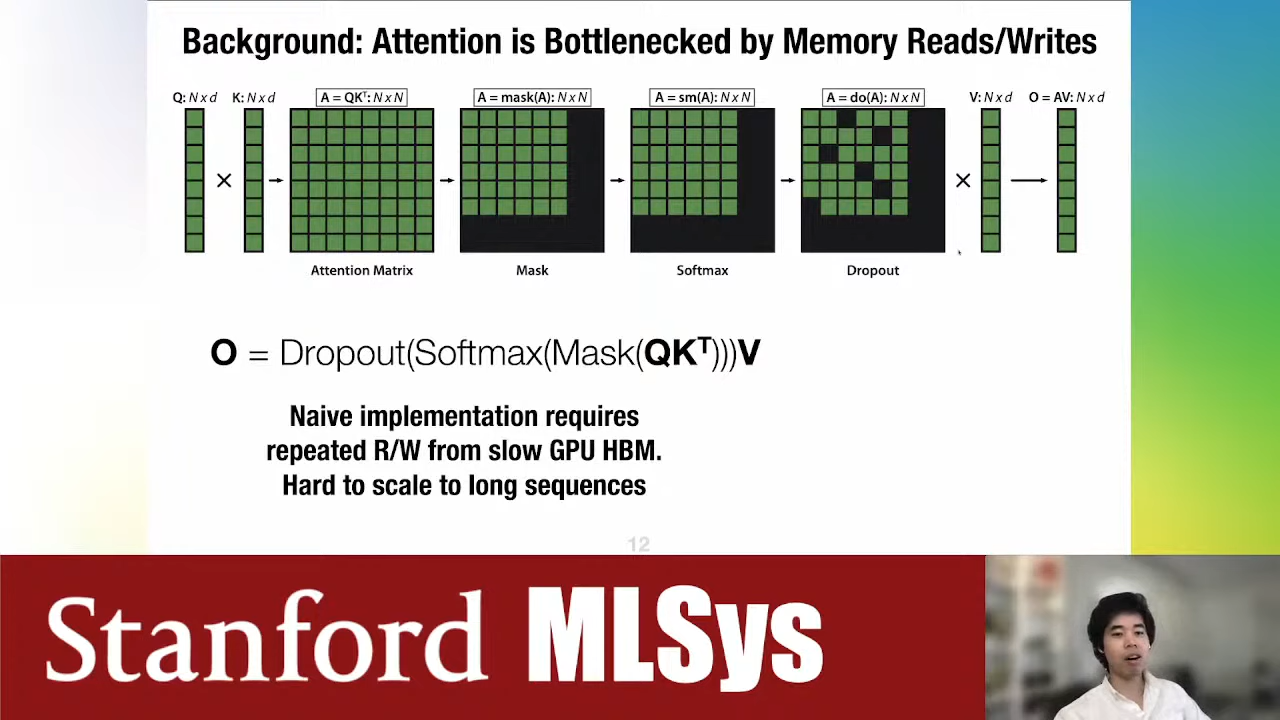 Background: Attention is Bottlenecked by Memory Reads/Writes
Q: N x d K: N x d A = QKᵀ: N x N A = mask(A): N x N A = sm(A): N x N A = do(A): N x N V: N x d O = AV: N x d
Attention Matrix Mask Softmax Dropout
O = Dropout(Softmax(Mask(QKᵀ)))V
Naive implementation requires
repeated R/W from slow GPU HBM.
Hard to scale to long sequences
12
Stanford MLSys